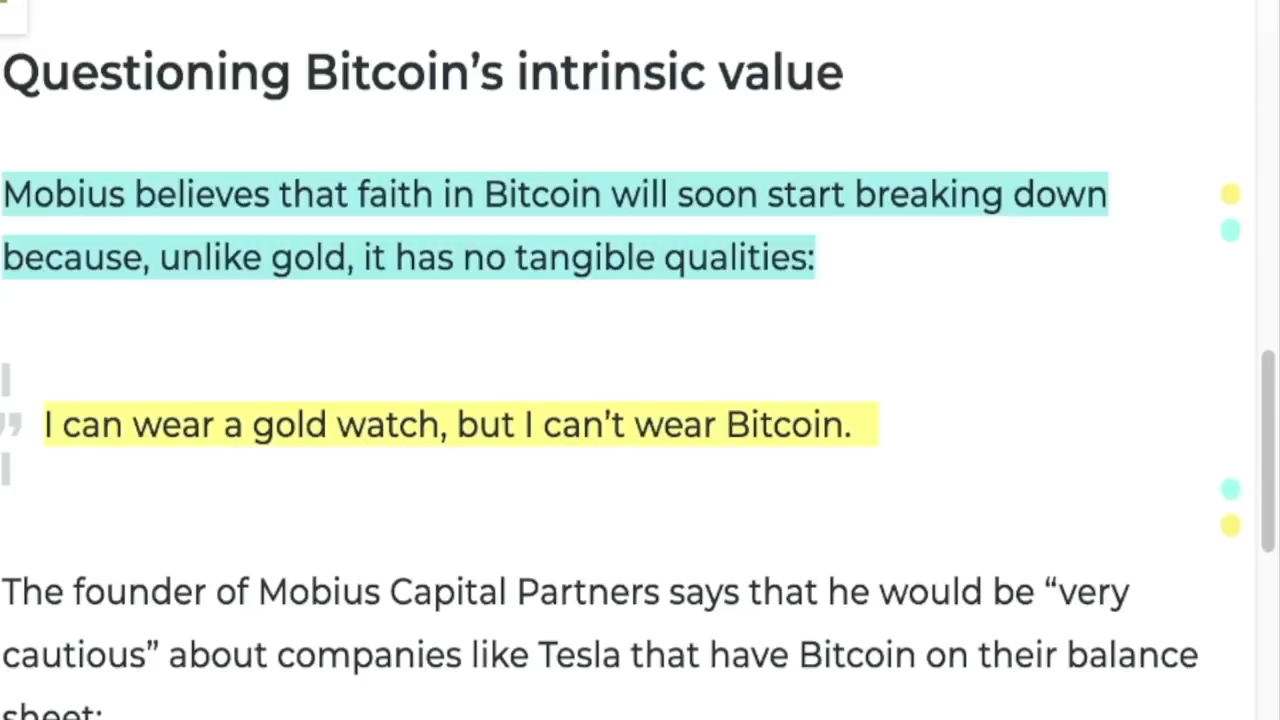 Questioning Bitcoin’s intrinsic value
Mobius believes that faith in Bitcoin will soon start breaking down
because, unlike gold, it has no tangible qualities:
I can wear a gold watch, but I can’t wear Bitcoin.
The founder of Mobius Capital Partners says that he would be “very
cautious” about companies like Tesla that have Bitcoin on their balance
sheet: